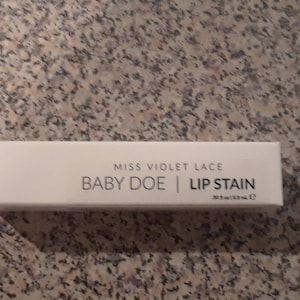 MISS VIOLET LACE
BABY DOE | LIP STAIN